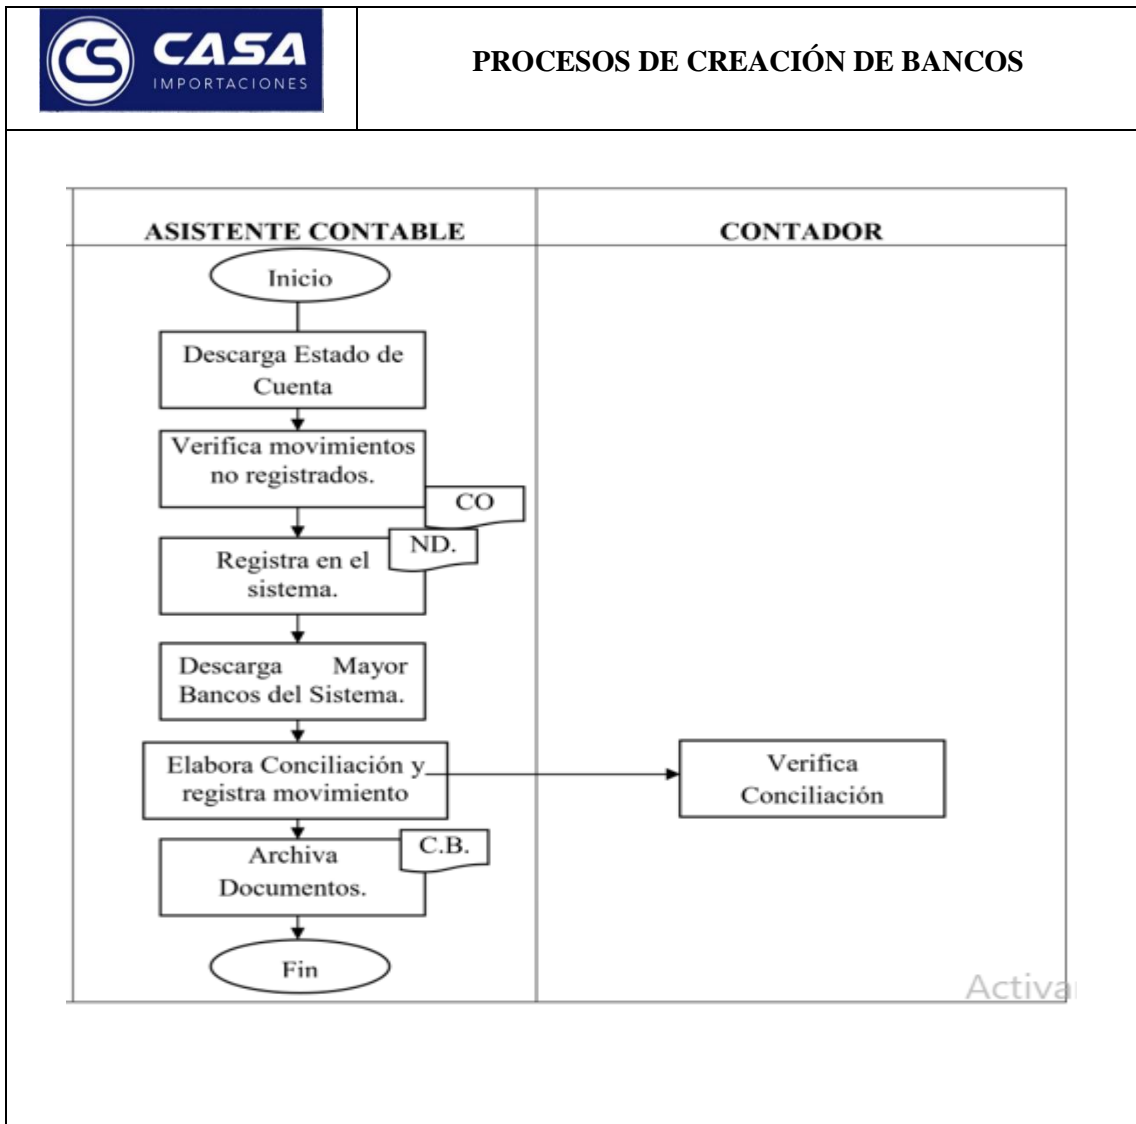 CS CASA
IMPORTACIONES
PROCESOS DE CREACIÓN DE BANCOS
ASISTENTE CONTABLE
CONTADOR
Inicio
Descarga Estado de
Cuenta
Verifica movimientos
no registrados.
CO
ND.
Registra en el
sistema.
Descarga Mayor
Bancos del Sistema.
Elabora Conciliación y
registra movimiento
Verifica
Conciliación
C.B.
Archiva
Documentos.
Fin
Activa